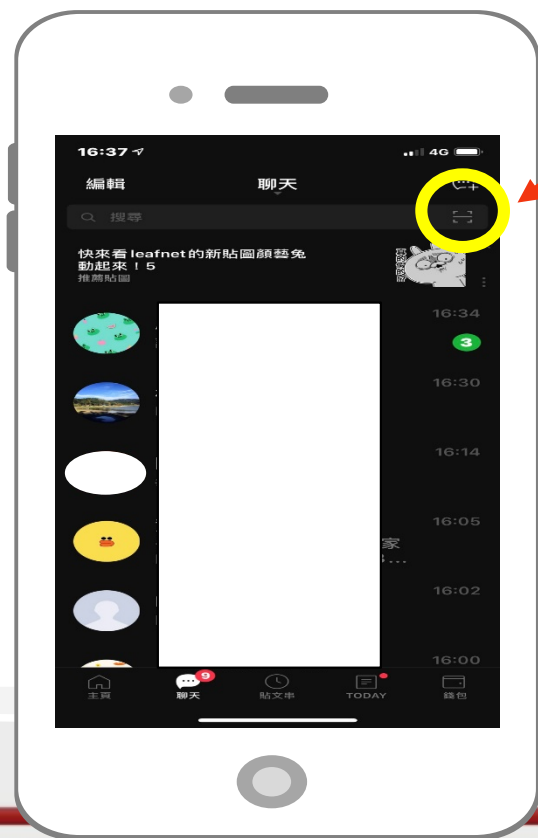 16:37
4G
編輯
聊天
搜尋
快來看leafnet的新貼圖顏藝兔
動起來！5
推薦貼圖
16:34
3
16:30
16:14
16:05
家
16:02
16:00
9
主頁
聊天
貼文串
TODAY
錢包